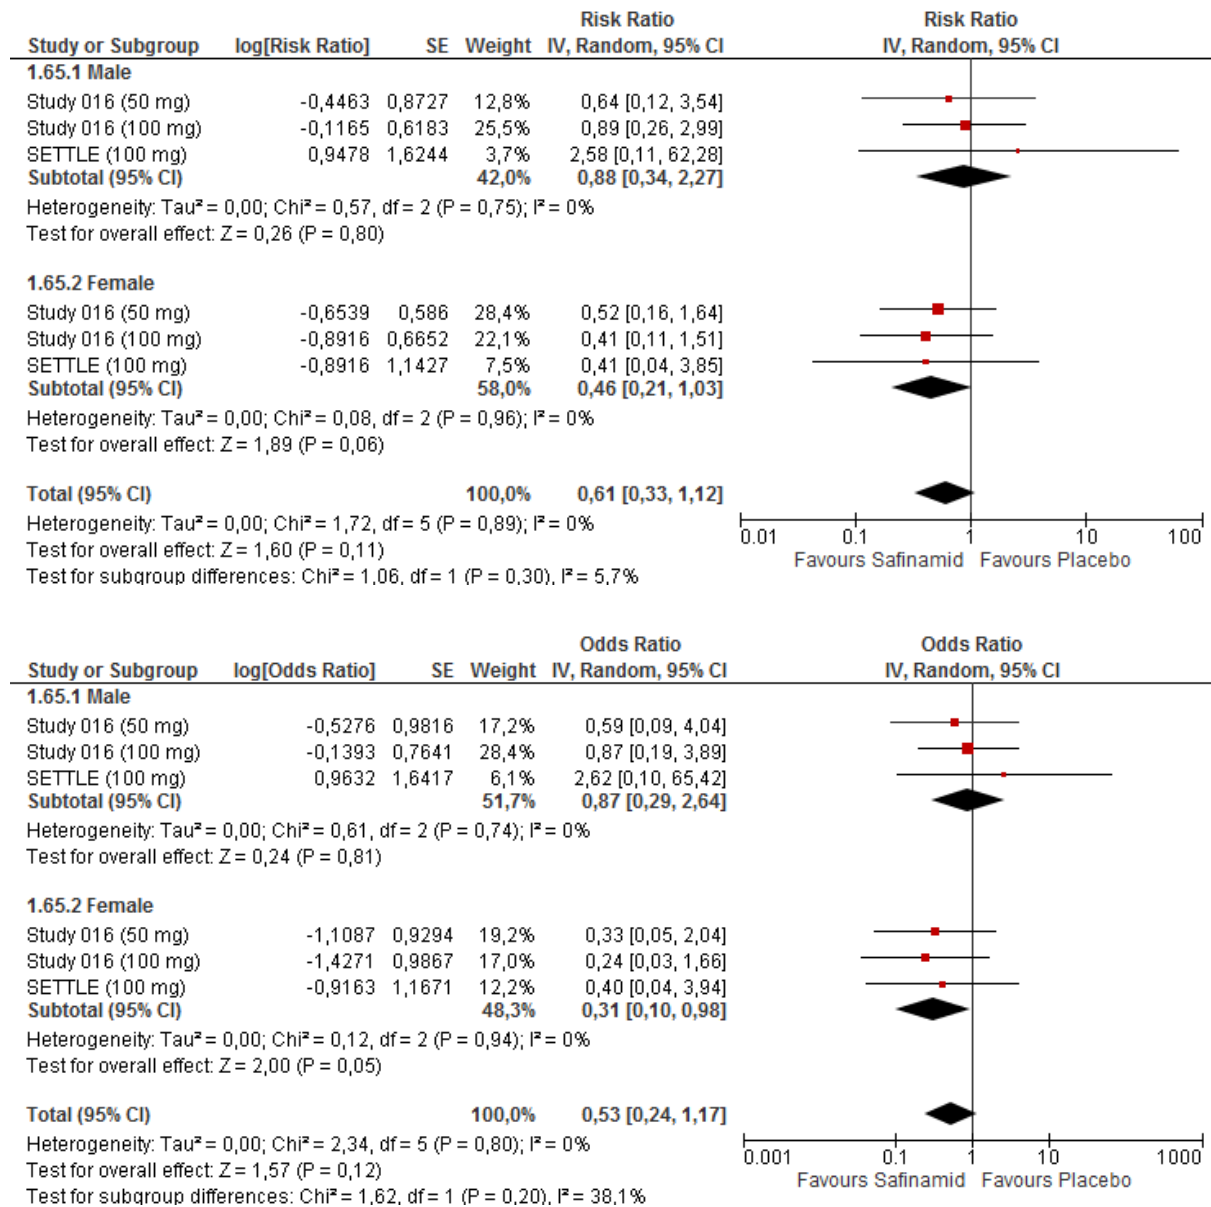 Risk Ratio Risk Ratio
Study or Subgroup log[Risk Ratio] SE Weight IV, Random, 95% CI IV, Random, 95% CI
1.65.1 Male
Study 016 (50 mg) -0,4463 0,8727 12,8% 0,64 [0,12, 3,54]
Study 016 (100 mg) -0,1165 0,6183 25,5% 0,89 [0,26, 2,99]
SETTLE (100 mg) 0,9478 1,6244 3,7% 2,58 [0,11, 62,28]
Subtotal (95% CI) 42,0% 0,88 [0,34, 2,27]
Heterogeneity: Tau² = 0,00; Chi² = 0,57, df = 2 (P = 0,75); I² = 0%
Test for overall effect: Z = 0,26 (P = 0,80)
1.65.2 Female
Study 016 (50 mg) -0,6539 0,586 28,4% 0,52 [0,16, 1,64]
Study 016 (100 mg) -0,8916 0,6652 22,1% 0,41 [0,11, 1,51]
SETTLE (100 mg) -0,8916 1,1427 7,5% 0,41 [0,04, 3,85]
Subtotal (95% CI) 58,0% 0,46 [0,21, 1,03]
Heterogeneity: Tau² = 0,00; Chi² = 0,08, df = 2 (P = 0,96); I² = 0%
Test for overall effect: Z = 1,89 (P = 0,06)
Total (95% CI) 100,0% 0,61 [0,33, 1,12]
Heterogeneity: Tau² = 0,00; Chi² = 1,72, df = 5 (P = 0,89); I² = 0%
Test for overall effect: Z = 1,60 (P = 0,11)
Test for subgroup differences: Chi² = 1,06, df = 1 (P = 0,30), I² = 5,7%
0.01 0.1 1 10 100
Favours Safinamid Favours Placebo
Odds Ratio Odds Ratio
Study or Subgroup log[Odds Ratio] SE Weight IV, Random, 95% CI IV, Random, 95% CI
1.65.1 Male
Study 016 (50 mg) -0,5276 0,9816 17,2% 0,59 [0,09, 4,04]
Study 016 (100 mg) -0,1393 0,7641 28,4% 0,87 [0,19, 3,89]
SETTLE (100 mg) 0,9632 1,6417 6,1% 2,62 [0,10, 65,42]
Subtotal (95% CI) 51,7% 0,87 [0,29, 2,64]
Heterogeneity: Tau² = 0,00; Chi² = 0,61, df = 2 (P = 0,74); I² = 0%
Test for overall effect: Z = 0,24 (P = 0,81)
1.65.2 Female
Study 016 (50 mg) -1,1087 0,9294 19,2% 0,33 [0,05, 2,04]
Study 016 (100 mg) -1,4271 0,9867 17,0% 0,24 [0,03, 1,66]
SETTLE (100 mg) -0,9163 1,1671 12,2% 0,40 [0,04, 3,94]
Subtotal (95% CI) 48,3% 0,31 [0,10, 0,98]
Heterogeneity: Tau² = 0,00; Chi² = 0,12, df = 2 (P = 0,94); I² = 0%
Test for overall effect: Z = 2,00 (P = 0,05)
Total (95% CI) 100,0% 0,53 [0,24, 1,17]
Heterogeneity: Tau² = 0,00; Chi² = 2,34, df = 5 (P = 0,80); I² = 0%
Test for overall effect: Z = 1,57 (P = 0,12)
Test for subgroup differences: Chi² = 1,62, df = 1 (P = 0,20), I² = 38,1%
0.001 0.1 1 10 1000
Favours Safinamid Favours Placebo